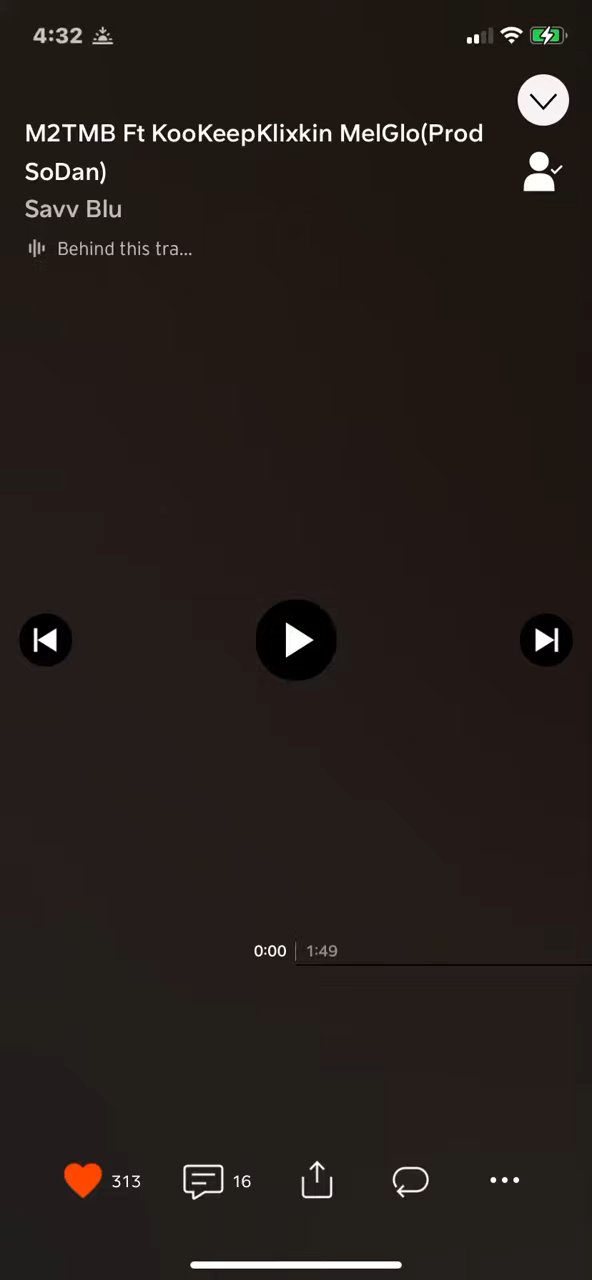 4:32
M2TMB Ft KooKeepKlixkin MelGlo(Prod
SoDan)
Savv Blu
Behind this tra...
0:00 1:49
313 16